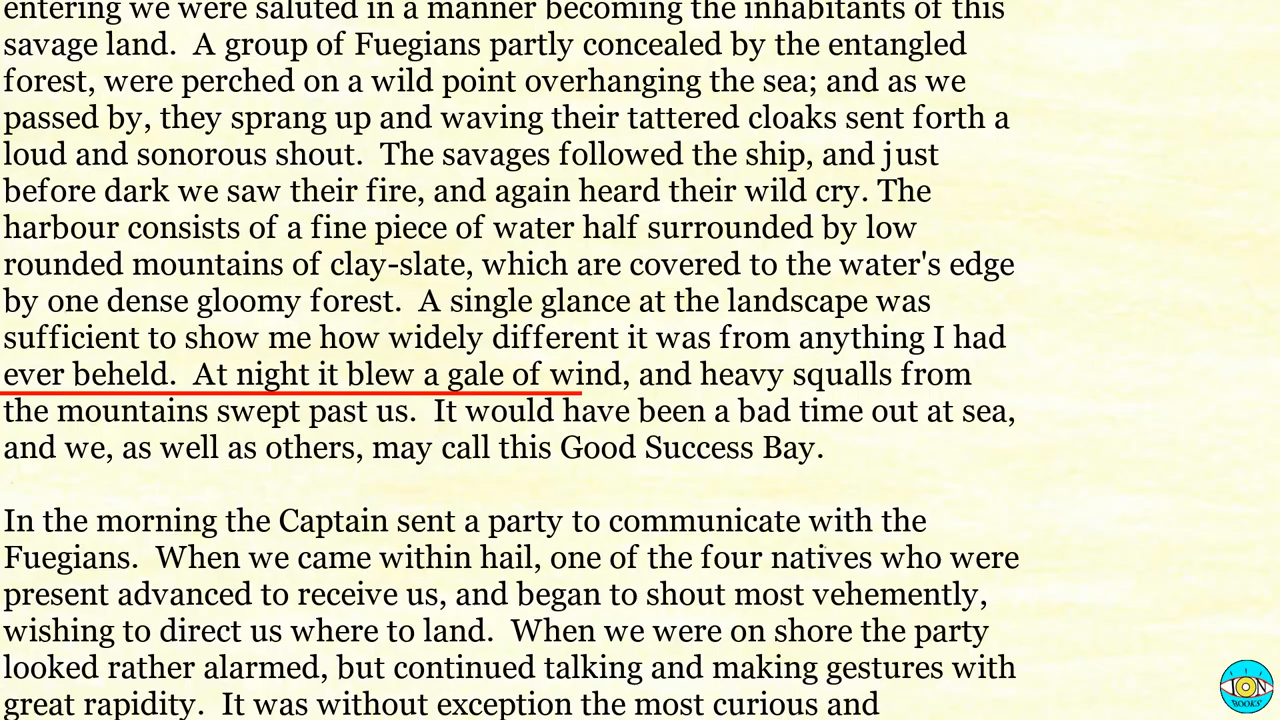 entering we were saluted in a manner becoming the inhabitants of this
savage land.  A group of Fuegians partly concealed by the entangled
forest, were perched on a wild point overhanging the sea; and as we
passed by, they sprang up and waving their tattered cloaks sent forth a
loud and sonorous shout.  The savages followed the ship, and just
before dark we saw their fire, and again heard their wild cry. The
harbour consists of a fine piece of water half surrounded by low
rounded mountains of clay-slate, which are covered to the water's edge
by one dense gloomy forest.  A single glance at the landscape was
sufficient to show me how widely different it was from anything I had
ever beheld.  At night it blew a gale of wind, and heavy squalls from
the mountains swept past us.  It would have been a bad time out at sea,
and we, as well as others, may call this Good Success Bay.
In the morning the Captain sent a party to communicate with the
Fuegians.  When we came within hail, one of the four natives who were
present advanced to receive us, and began to shout most vehemently,
wishing to direct us where to land.  When we were on shore the party
looked rather alarmed, but continued talking and making gestures with
great rapidity.  It was without exception the most curious and
ION
BOOKS